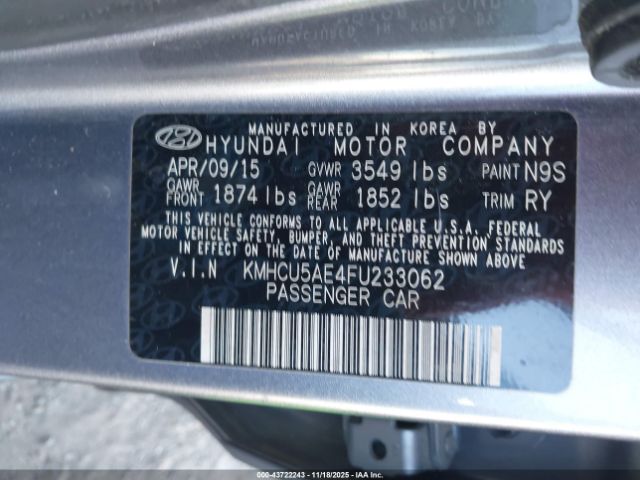 MANUFACTURED IN KOREA BY
HYUNDAI MOTOR COMPANY
APR/09/15 GVWR 3549 lbs PAINT N9S
GAWR FRONT 1874 lbs GAWR REAR 1852 lbs TRIM RY
THIS VEHICLE CONFORMS TO ALL APPLICABLE U.S.A. FEDERAL
MOTOR VEHICLE SAFETY, BUMPER, AND THEFT PREVENTION STANDARDS
IN EFFECT ON THE DATE OF MANUFACTURE SHOWN ABOVE.
V.I.N KMHCU5AE4FU233062
PASSENGER CAR
© (0) - 43722243 - 11/18/2025 - IAA, Inc.